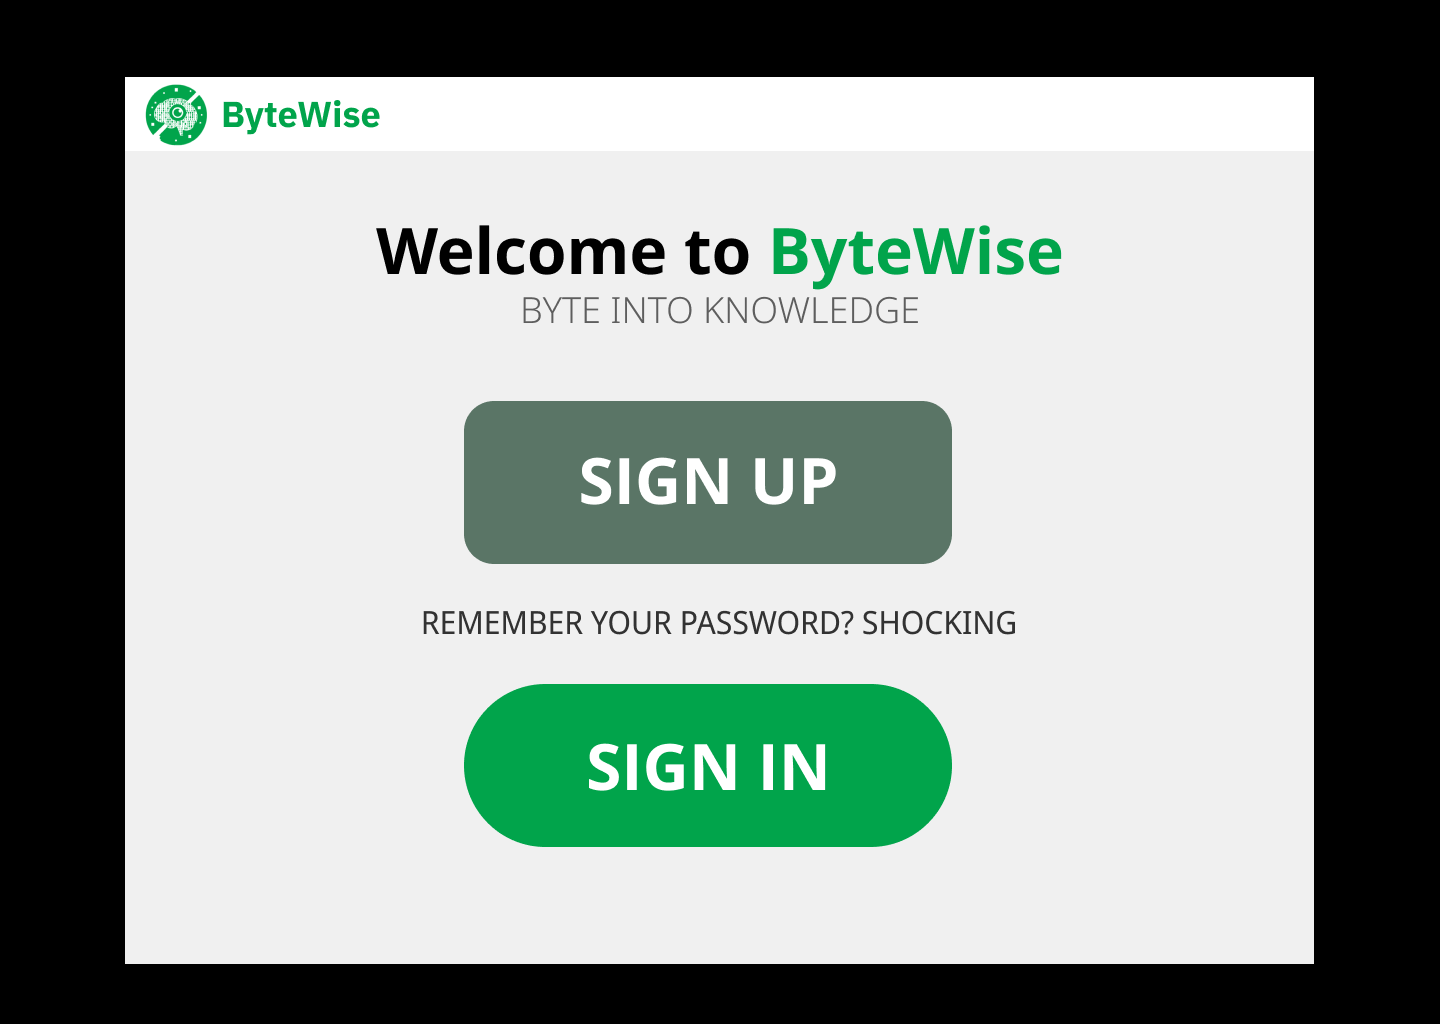 ByteWise
Welcome to ByteWise
BYTE INTO KNOWLEDGE
SIGN UP
REMEMBER YOUR PASSWORD? SHOCKING
SIGN IN